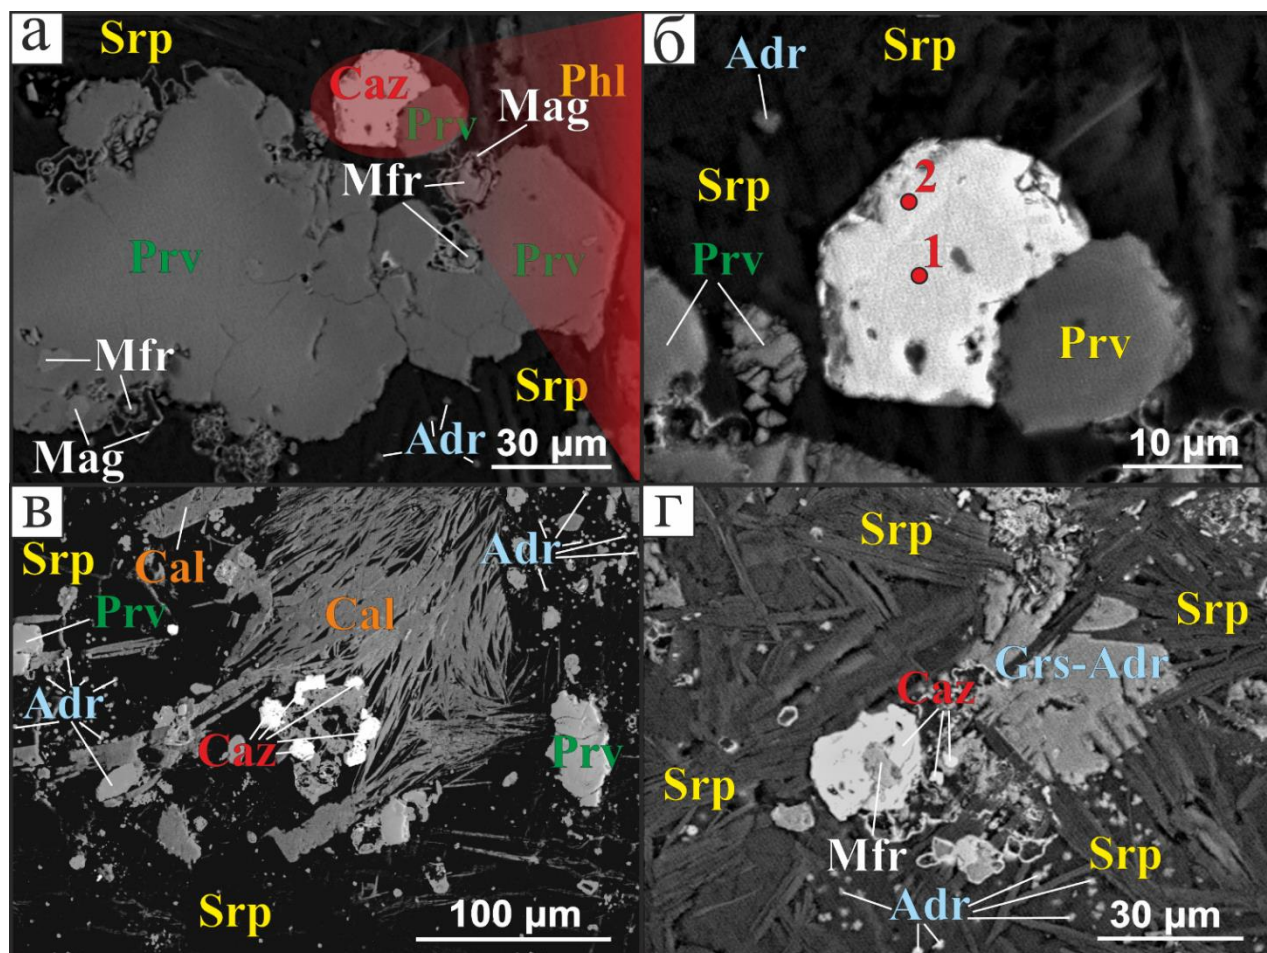 а
Srp
Caz
Prv
Phl
Mag
Mfr
Prv
Prv
Mfr
Mag
Adr
Srp
30 µm
б
Adr
Srp
Srp
2
1
Prv
Prv
10 µm
в
Srp
Cal
Prv
Adr
Cal
Adr
Caz
Prv
Srp
100 µm
г
Srp
Srp
Grs-Adr
Caz
Srp
Mfr
Srp
Adr
30 µm